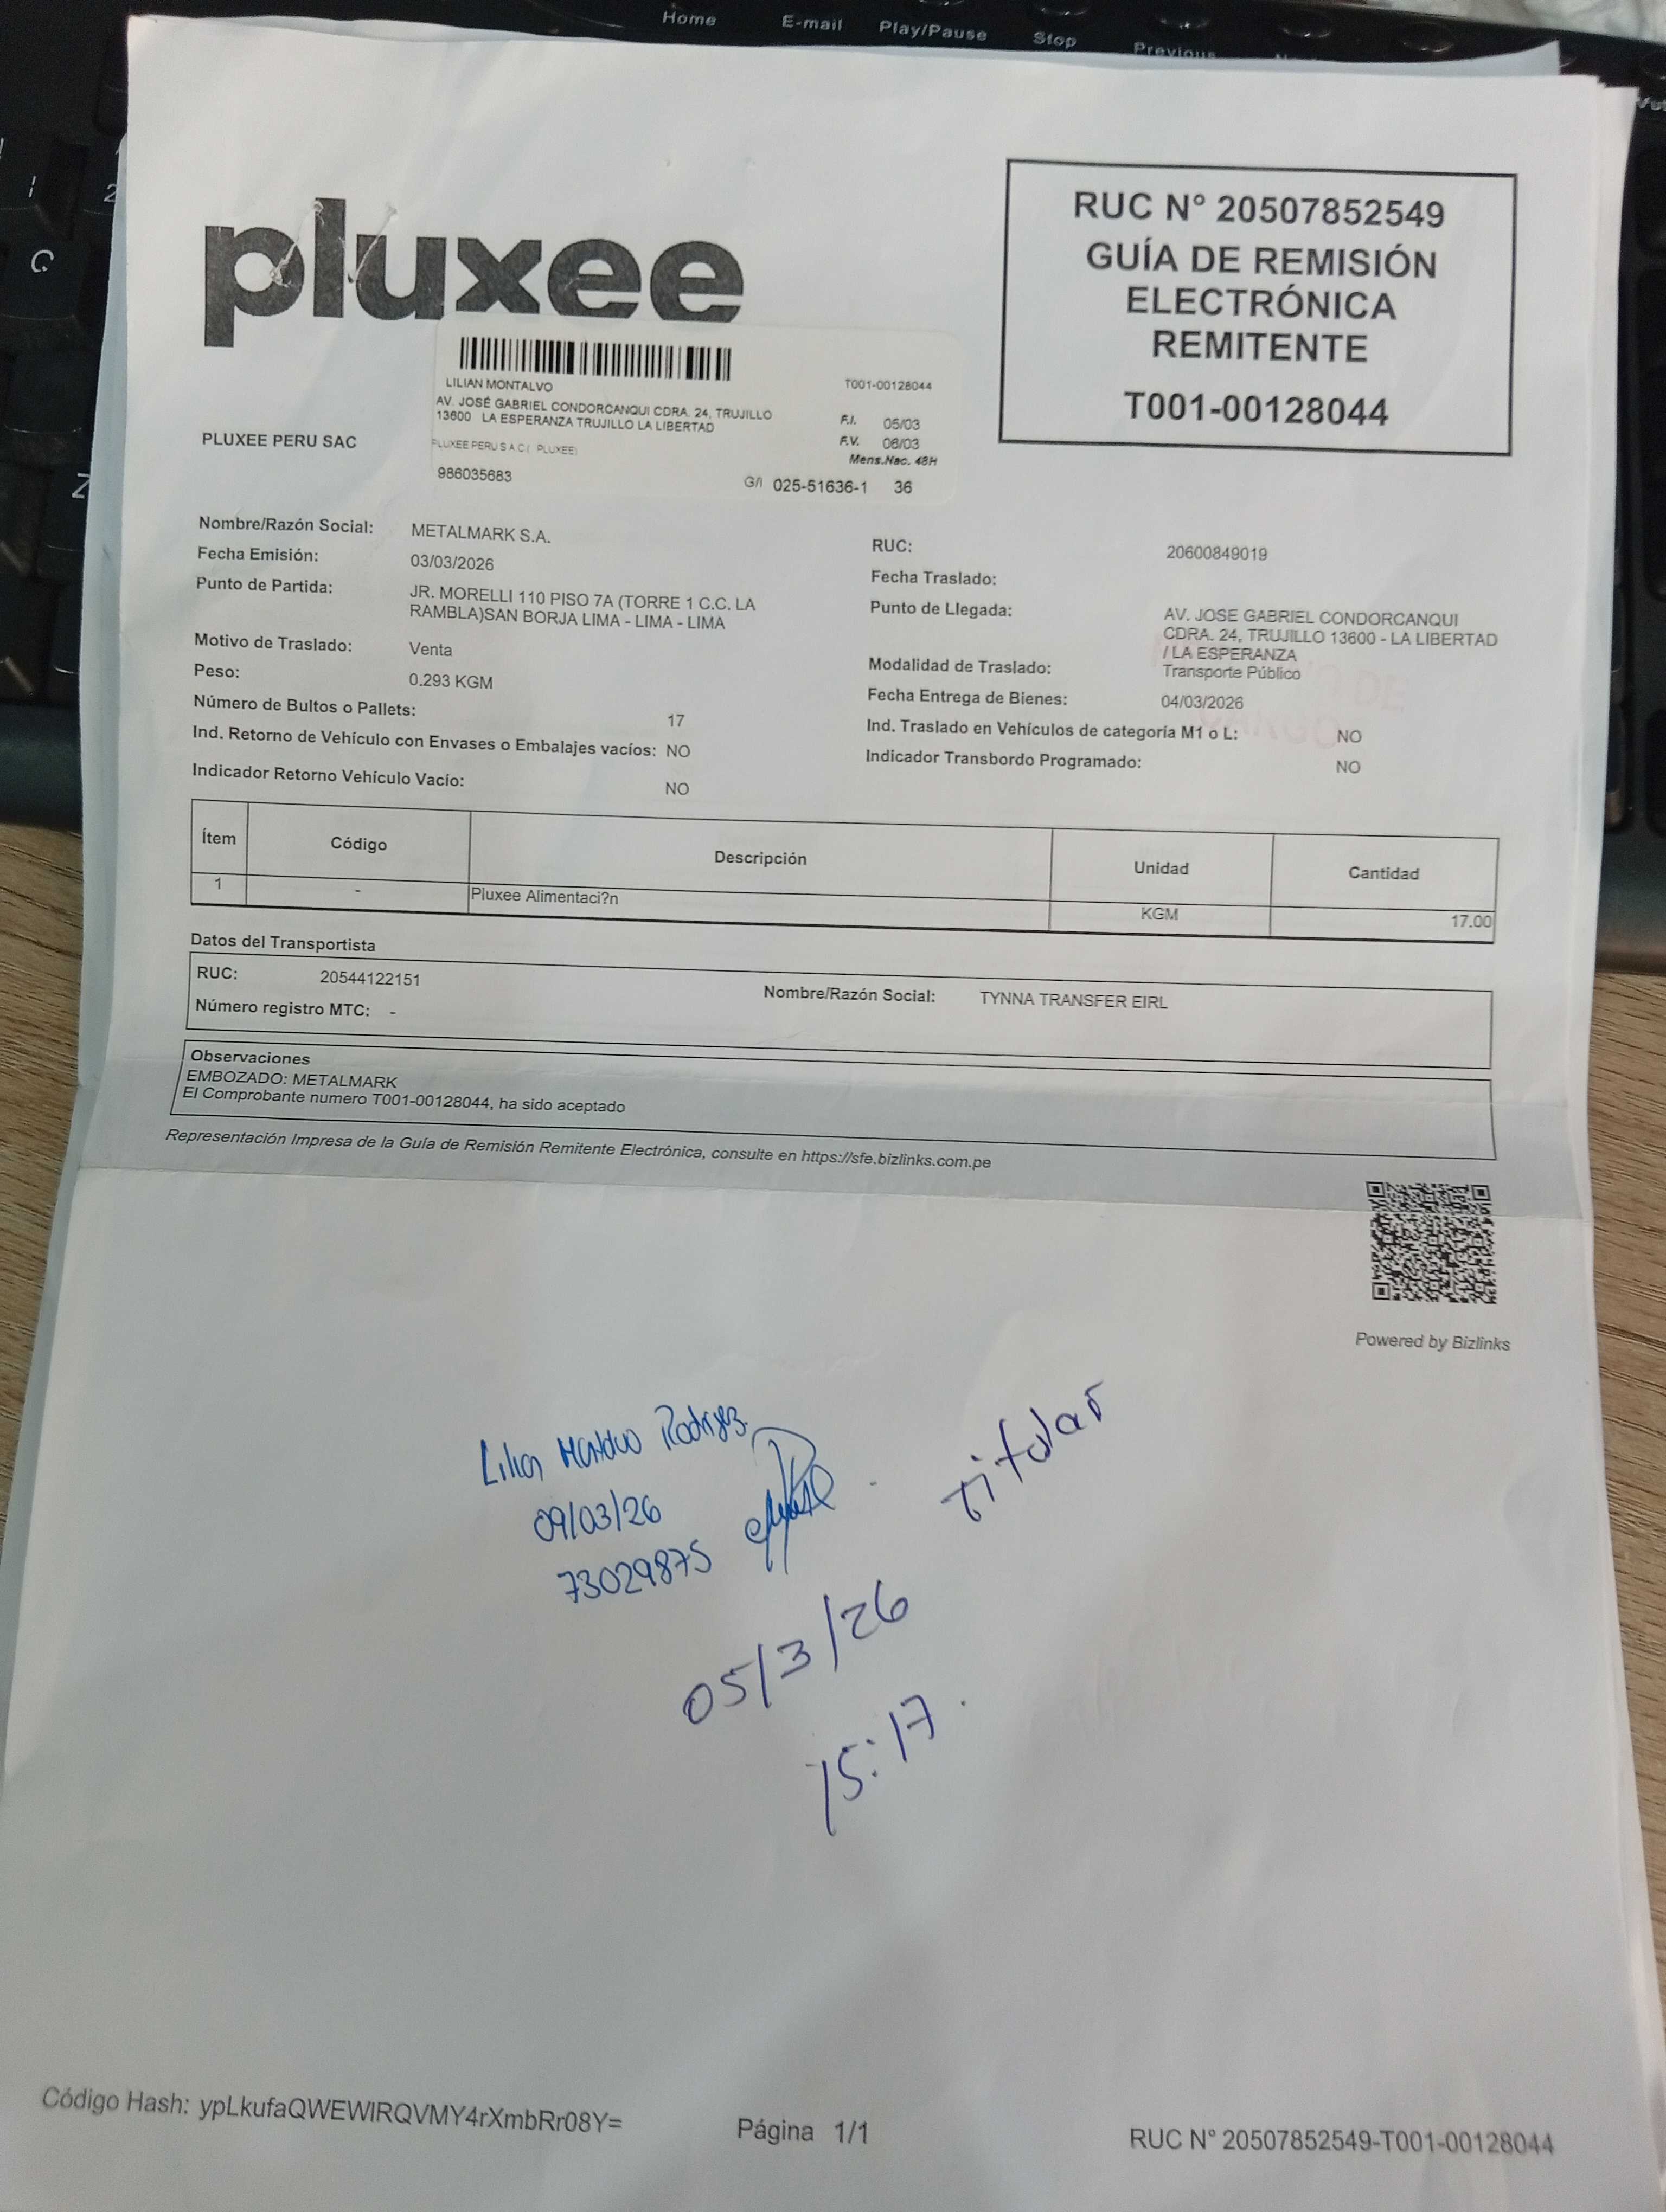 Home E-mail Play/Pause Stop Previous
pluxee
RUC N° 20507852549
GUÍA DE REMISIÓN
ELECTRÓNICA
REMITENTE
T001-00128044
LILIAN MONTALVO T001-00128044
AV. JOSÉ GABRIEL CONDORCANQUI CDRA. 24, TRUJILLO
13600 LA ESPERANZA TRUJILLO LA LIBERTAD
F.I. 05/03
F.V. 06/03
PLUXEE PERU S A C ( PLUXEE)
Mens.Nac. 48H
986035683
G/I 025-51636-1 36
PLUXEE PERU SAC
Nombre/Razón Social: METALMARK S.A.
RUC: 20600849019
Fecha Emisión: 03/03/2026
Fecha Traslado:
Punto de Partida: JR. MORELLI 110 PISO 7A (TORRE 1 C.C. LA
RAMBLA)SAN BORJA LIMA - LIMA - LIMA
Punto de Llegada: AV. JOSE GABRIEL CONDORCANQUI
CDRA. 24, TRUJILLO 13600 - LA LIBERTAD
/ LA ESPERANZA
Motivo de Traslado: Venta
Modalidad de Traslado: Transporte Público
Peso: 0.293 KGM
Fecha Entrega de Bienes: 04/03/2026
Número de Bultos o Pallets: 17
Ind. Traslado en Vehículos de categoría M1 o L: NO
Ind. Retorno de Vehículo con Envases o Embalajes vacíos: NO
Indicador Transbordo Programado: NO
Indicador Retorno Vehículo Vacío: NO
Ítem Código Descripción Unidad Cantidad
1 - Pluxee Alimentaci?n KGM 17.00
Datos del Transportista
RUC: 20544122151 Nombre/Razón Social: TYNNA TRANSFER EIRL
Número registro MTC: -
Observaciones
EMBOZADO: METALMARK
El Comprobante numero T001-00128044, ha sido aceptado
Representación Impresa de la Guía de Remisión Remitente Electrónica, consulte en https://sfe.bizlinks.com.pe
Powered by Bizlinks
titular
09/03/26
73029875
05/3/26
15:17.
Código Hash: ypLkufaQWEWIRQVMY4rXmbRr08Y=
Página 1/1
RUC N° 20507852549-T001-00128044